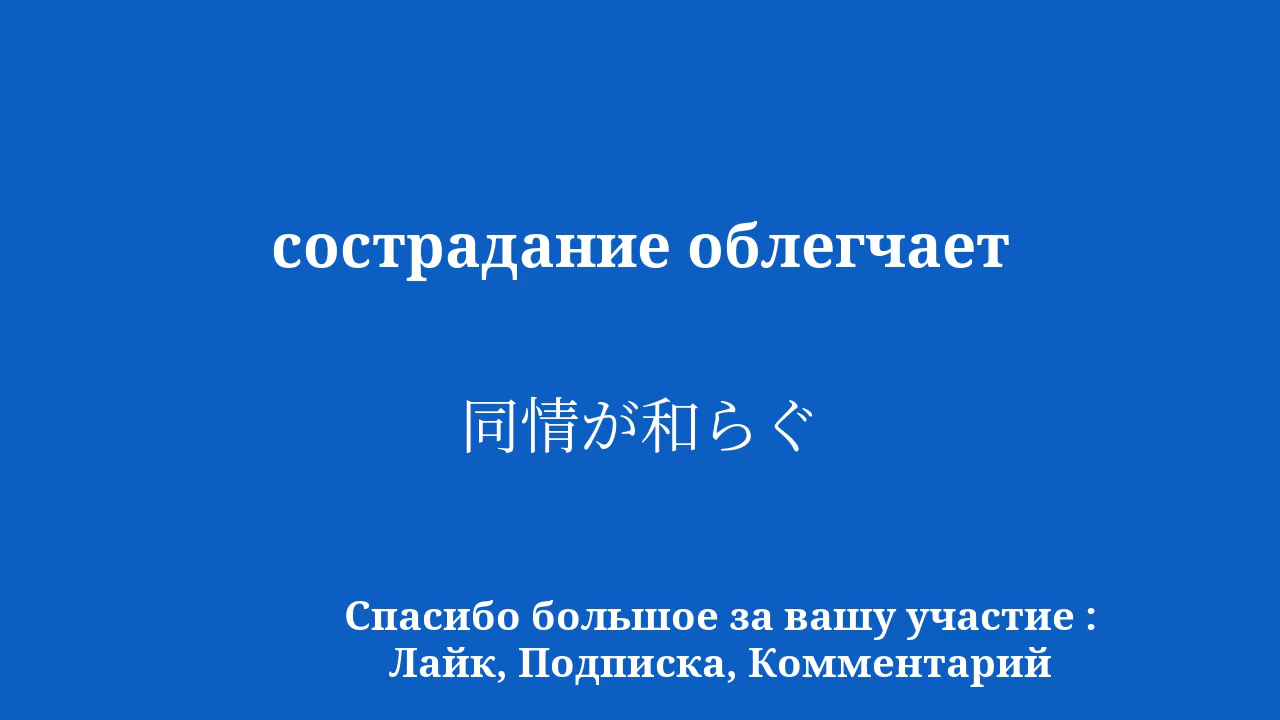 сострадание облегчает
同情が和らぐ
Спасибо большое за вашу участие :
Лайк, Подписка, Комментарий